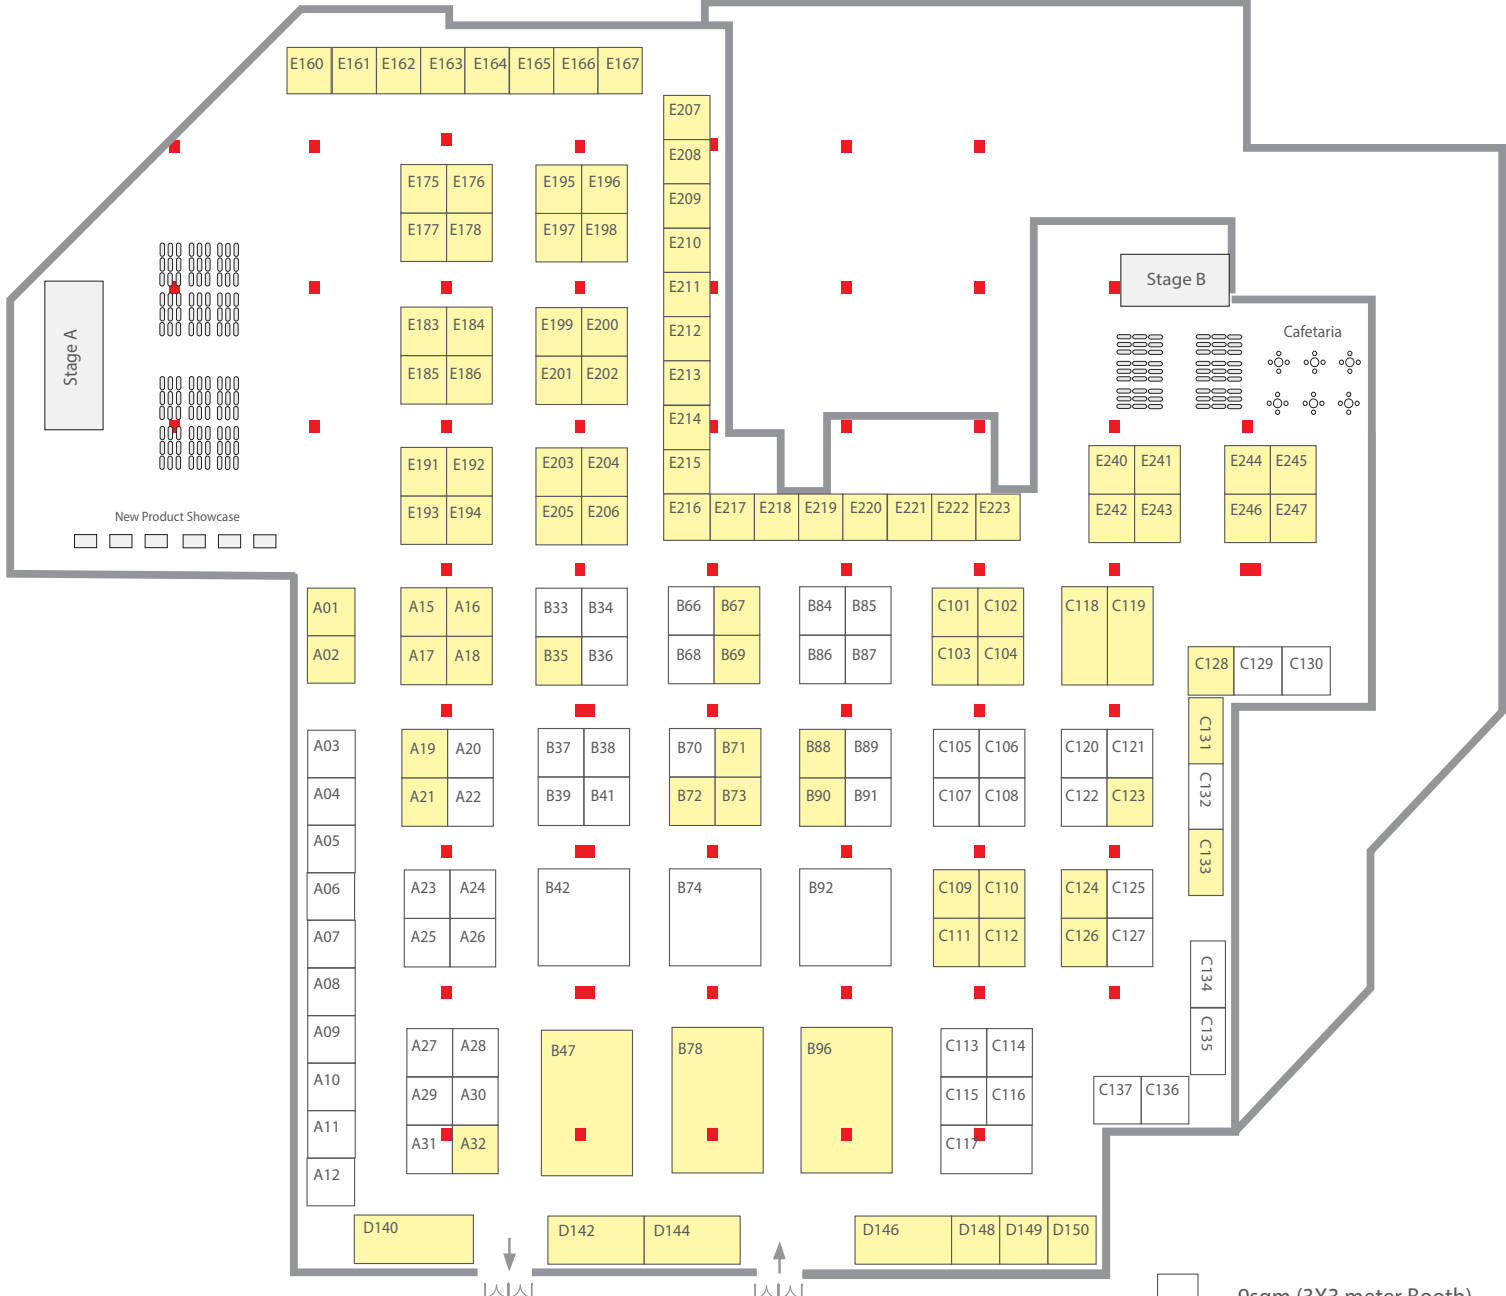 E160 E161 E162 E163 E164 E165 E166 E167
E207
E208
E175 E176 E195 E196
E209
E177 E178 E197 E198
E210
Stage B
E211
E183 E184 E199 E200 E212
Cafetaria
Stage A
E185 E186 E201 E202 E213
E214
E191 E192 E203 E204 E215 E240 E241 E244 E245
E193 E194 E205 E206 E216 E217 E218 E219 E220 E221 E222 E223 E242 E243 E246 E247
New Product Showcase
A01 A15 A16 B33 B34 B66 B67 B84 B85 C101 C102 C118 C119
A02 A17 A18 B35 B36 B68 B69 B86 B87 C103 C104 C128 C129 C130
C131
A03 A19 A20 B37 B38 B70 B71 B88 B89 C105 C106 C120 C121
A04 A21 A22 B39 B41 B72 B73 B90 B91 C107 C108 C122 C123 C132
A05
C133
A06 A23 A24 B42 B74 B92 C109 C110 C124 C125
A07 A25 A26 C111 C112 C126 C127
A08 C134
A09 A27 A28 B47 B78 B96 C113 C114 C135
A10 A29 A30 C115 C116 C137 C136
A11 A31 A32 C117
A12
D140 D142 D144 D146 D148 D149 D150
9sqm (3X3 meter Booth)